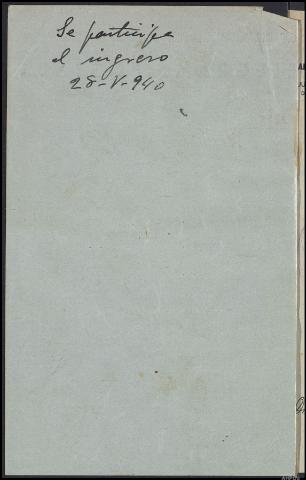 Se participa
el ingreso
28-V-940